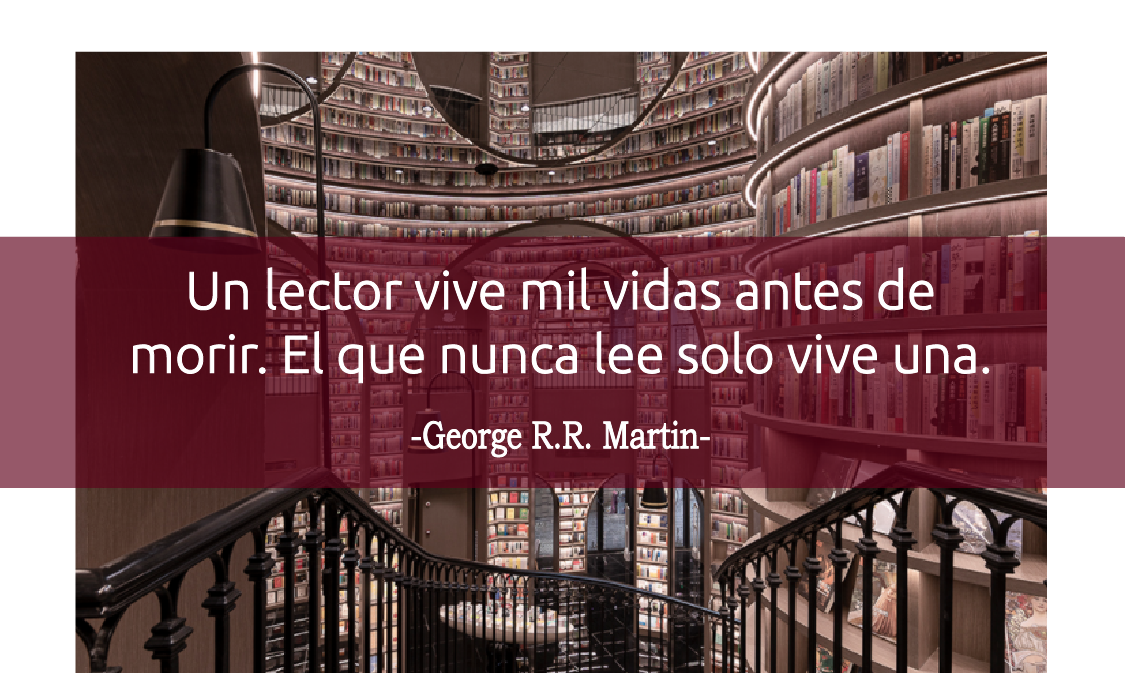 Un lector vive mil vidas antes de
morir. El que nunca lee solo vive una.
-George R.R. Martin-